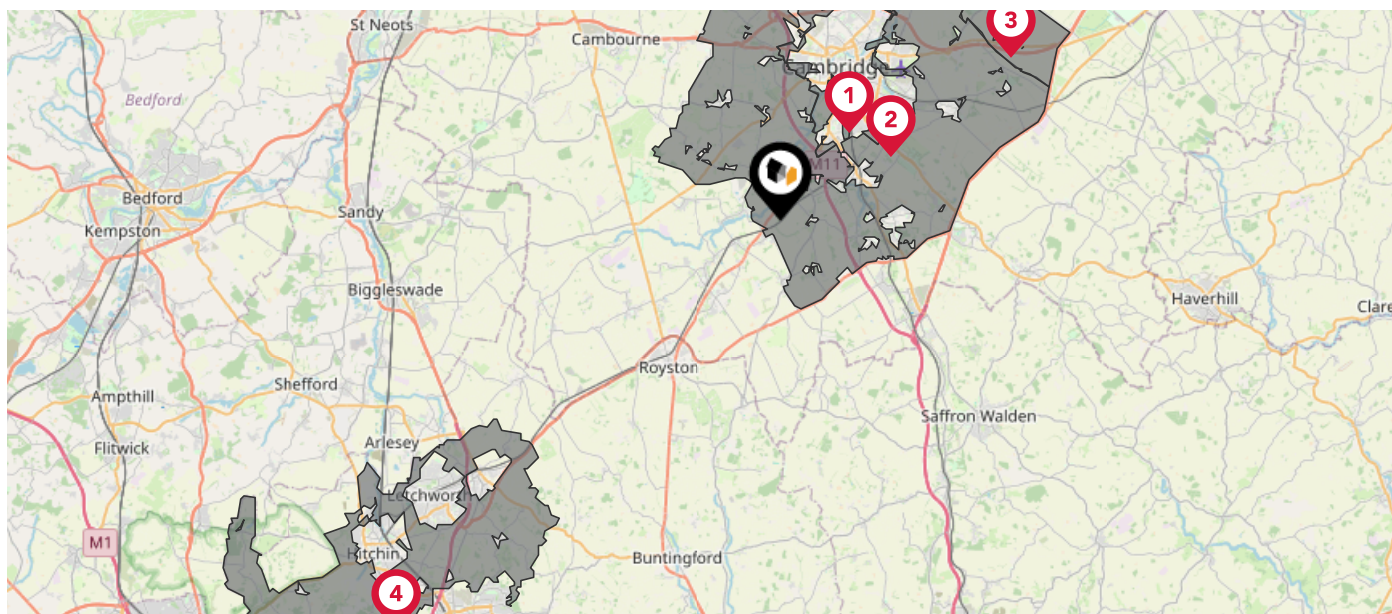 St Neots
3
Cambourne
Cambridge
Bedford
1
2
M11
Bedford
Sandy
Kempston
Biggleswade
Haverhill
Clare
Royston
Shefford
Ampthill
Saffron Walden
Arlesey
Flitwick
Letchworth
M1
Hitchin
Buntingford
4